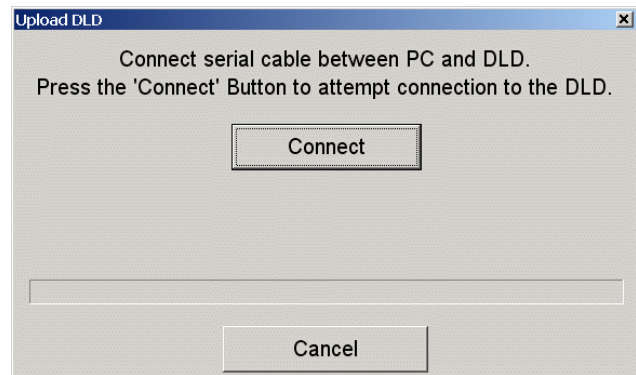 Upload DLD
Connect serial cable between PC and DLD.
Press the 'Connect' Button to attempt connection to the DLD.
Connect
Cancel